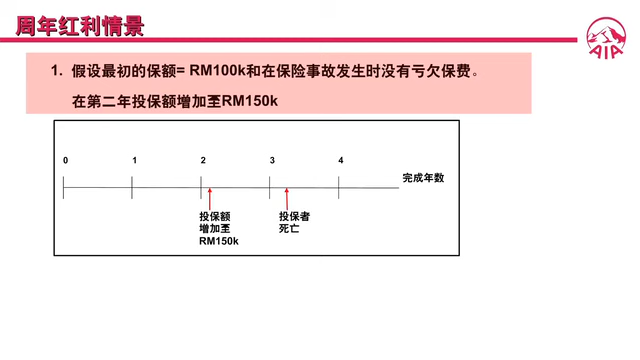 周年红利情景
AIA
1. 假设最初的保额= RM100k和在保险事故发生时没有亏欠保费。
在第二年投保额增加至RM150k
0 1 2 3 4
完成年数
投保额
增加至
RM150k
投保者
死亡